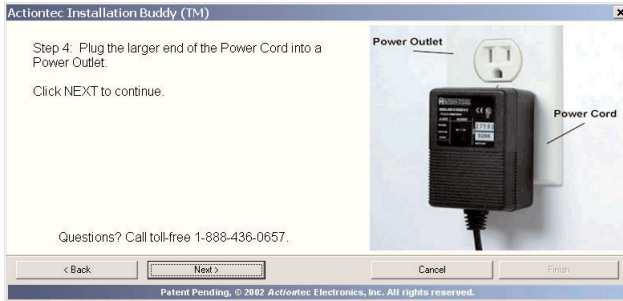 Actiontec Installation Buddy (TM)
Step 4: Plug the larger end of the Power Cord into a
Power Outlet.
Click NEXT to continue.
Power Outlet
Power Cord
Questions? Call toll-free 1-888-436-0657.
< Back
Next >
Cancel
Finish
Patent Pending, © 2002 Actiontec Electronics, Inc. All rights reserved.